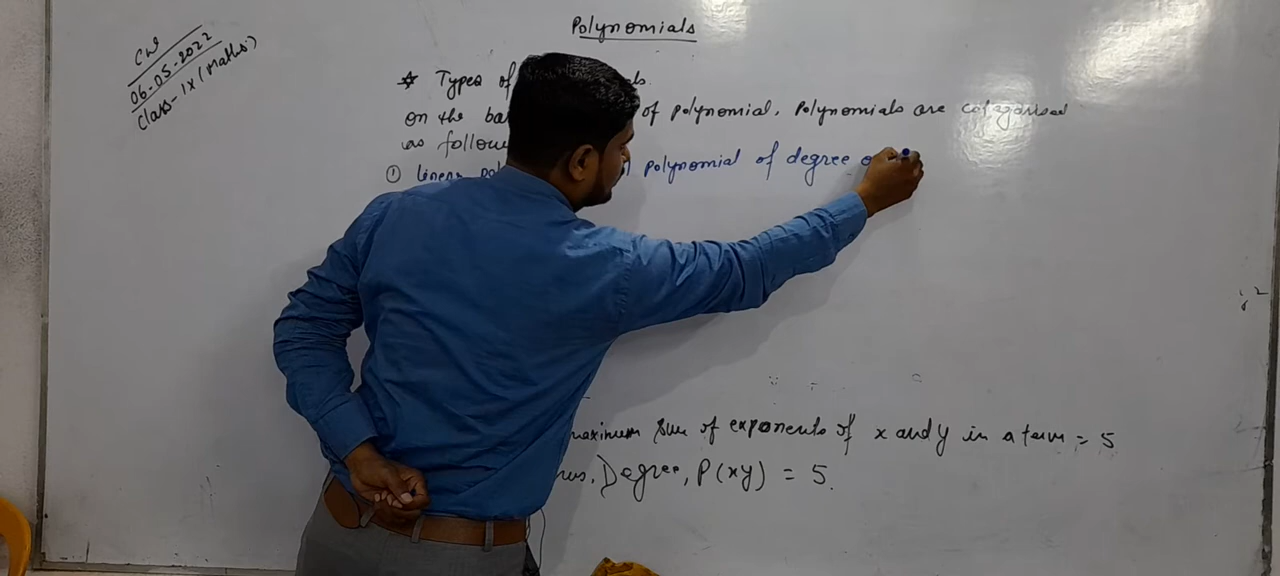 Polynomials
CW
06-05-2022
Class-IX (Maths)
* Types of
on the of polynomial. Polynomials are categorised
as follow
① Linear polynomial of degree
maximum sum of exponents of x and y in a term = 5
Degree, P(xy) = 5.